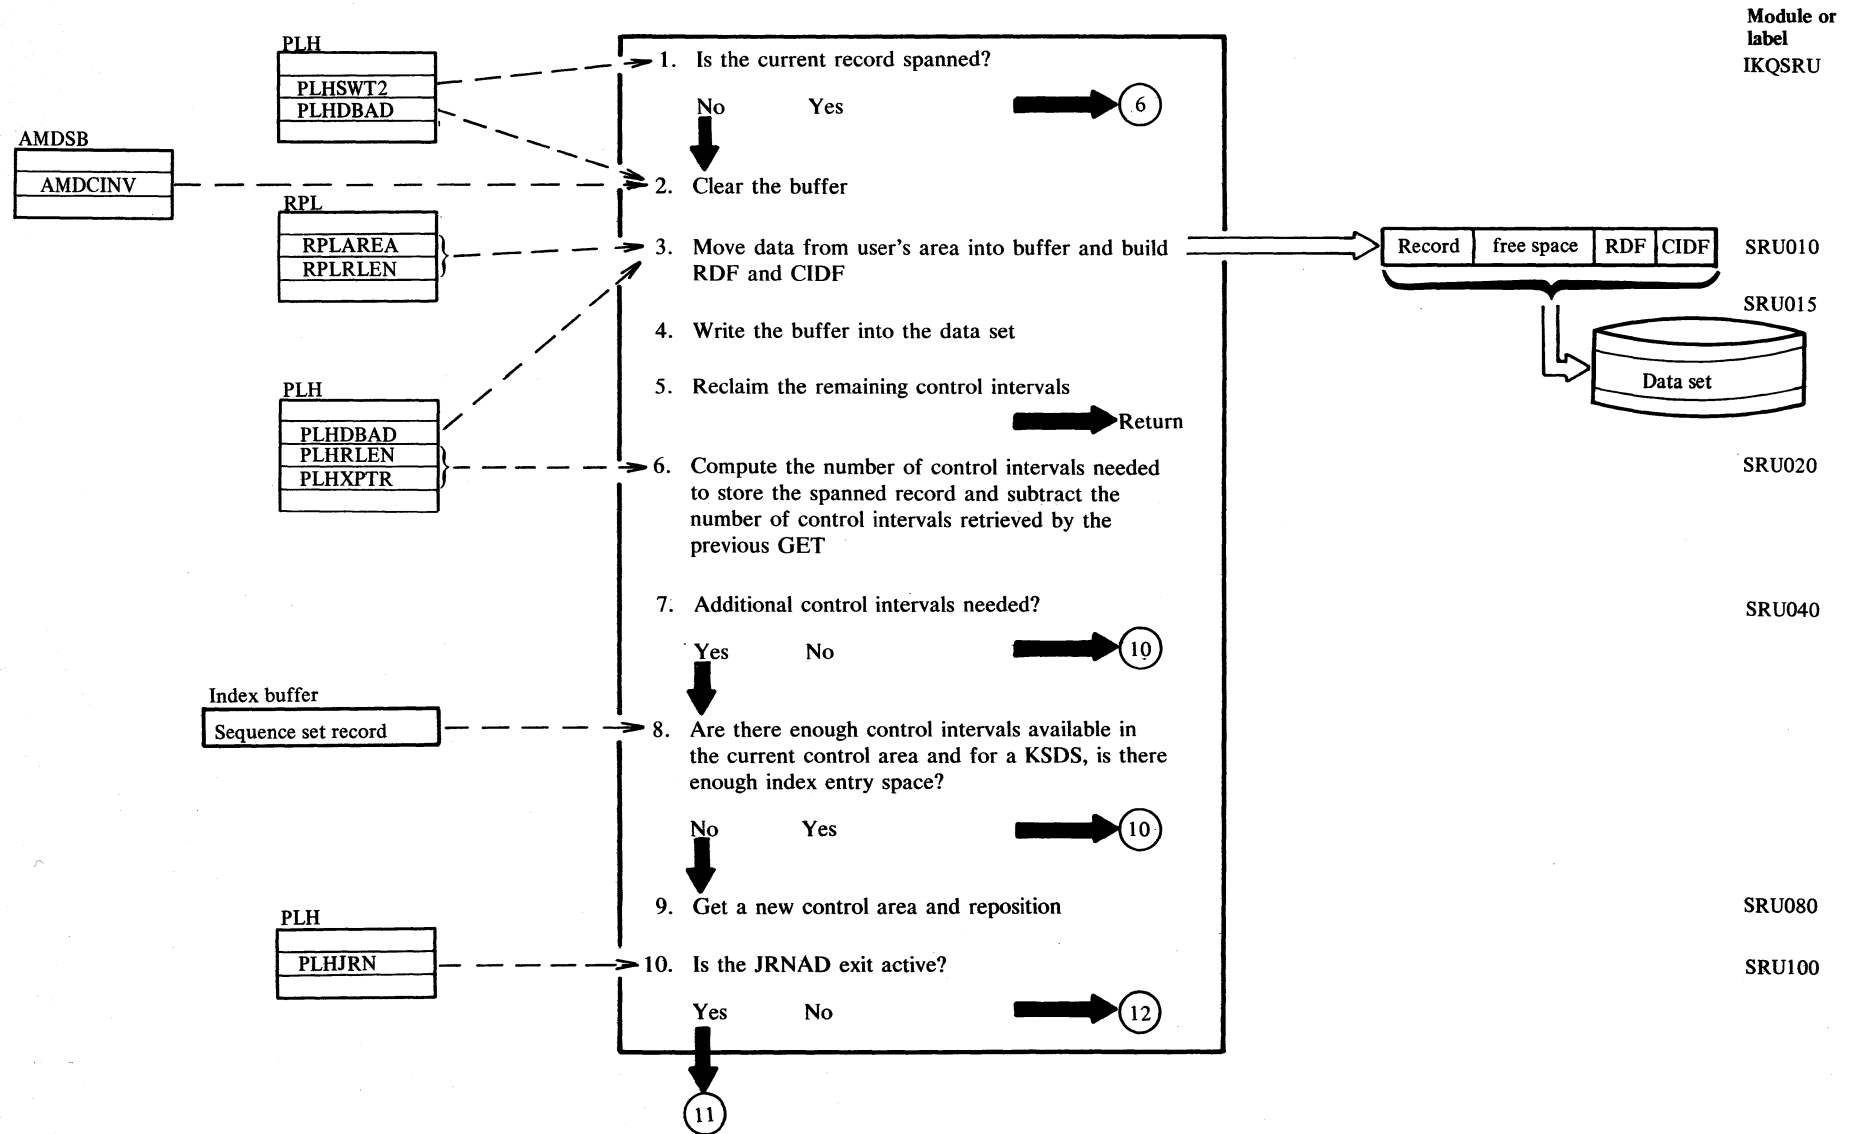 Module or
label
IKQSRU
PLH
PLHSWT2
PLHDBAD
AMDSB
AMDCINV
RPL
RPLAREA
RPLRLEN
PLH
PLHDBAD
PLHRLEN
PLHXPTR
Index buffer
Sequence set record
PLH
PLHJRN
1. Is the current record spanned?
No Yes 6
2. Clear the buffer
3. Move data from user's area into buffer and build
RDF and CIDF
4. Write the buffer into the data set
5. Reclaim the remaining control intervals
Return
6. Compute the number of control intervals needed
to store the spanned record and subtract the
number of control intervals retrieved by the
previous GET
7. Additional control intervals needed?
Yes No 10
8. Are there enough control intervals available in
the current control area and for a KSDS, is there
enough index entry space?
No Yes 10
9. Get a new control area and reposition
10. Is the JRNAD exit active?
Yes No 12
11
Record free space RDF CIDF
Data set
SRU010
SRU015
SRU020
SRU040
SRU080
SRU100